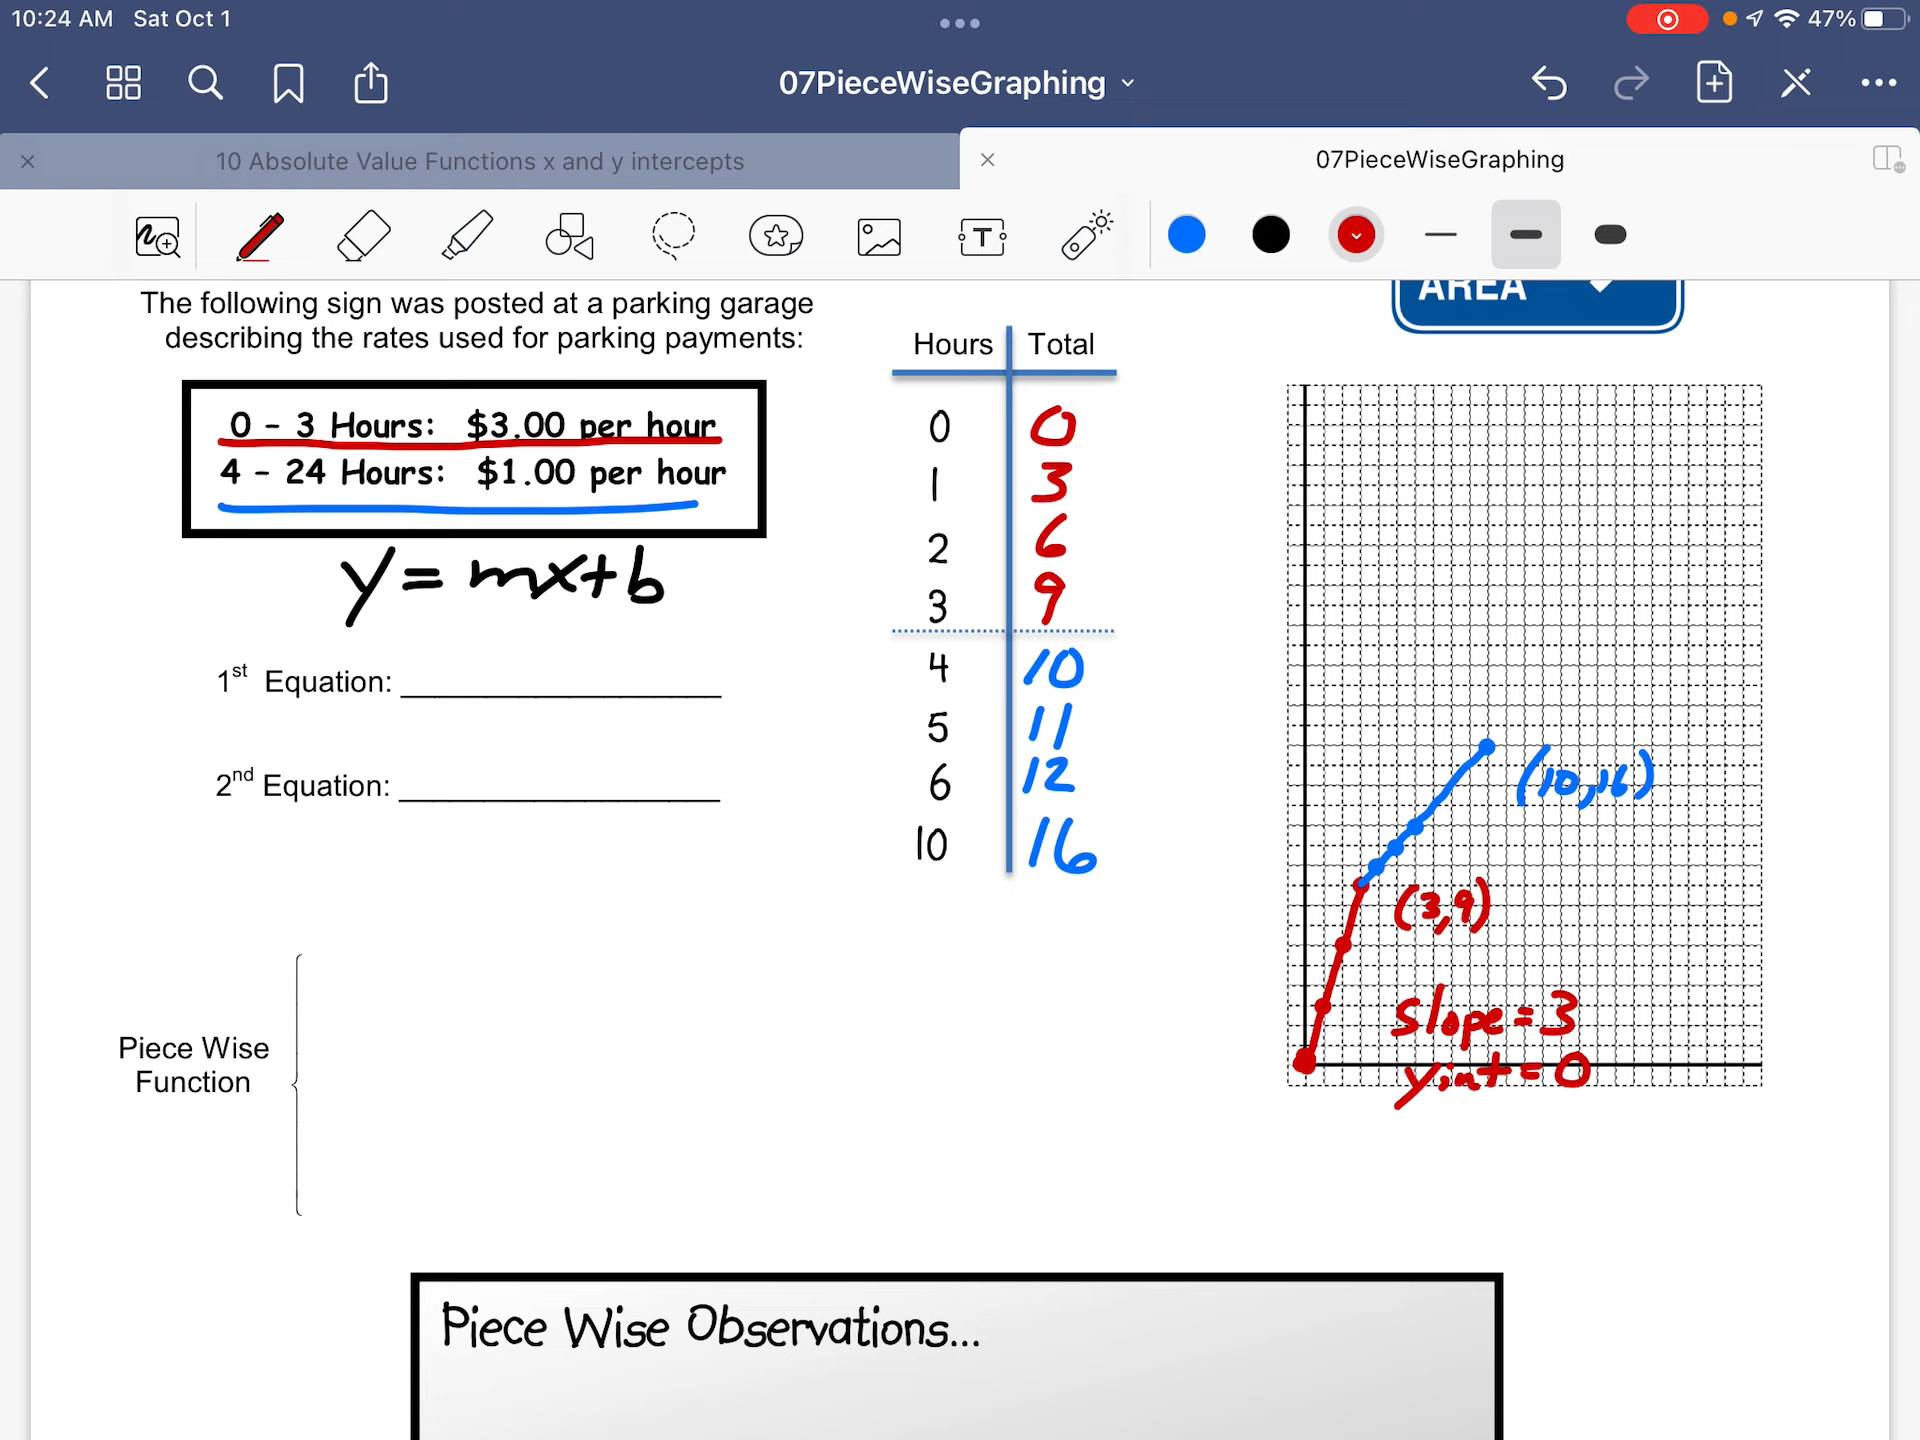 10:24 AM Sat Oct 1
47%
07PieceWiseGraphing
10 Absolute Value Functions x and y intercepts
07PieceWiseGraphing
T
The following sign was posted at a parking garage
describing the rates used for parking payments:
0 - 3 Hours: $3.00 per hour
4 - 24 Hours: $1.00 per hour
y = mx+b
1st Equation: ____________________
2nd Equation: ____________________
Hours Total
0 0
1 3
2 6
3 9
4 10
5 11
6 12
10 16
AREA
(10,16)
(3,9)
Slope = 3
yint = 0
Piece Wise
Function
Piece Wise Observations...